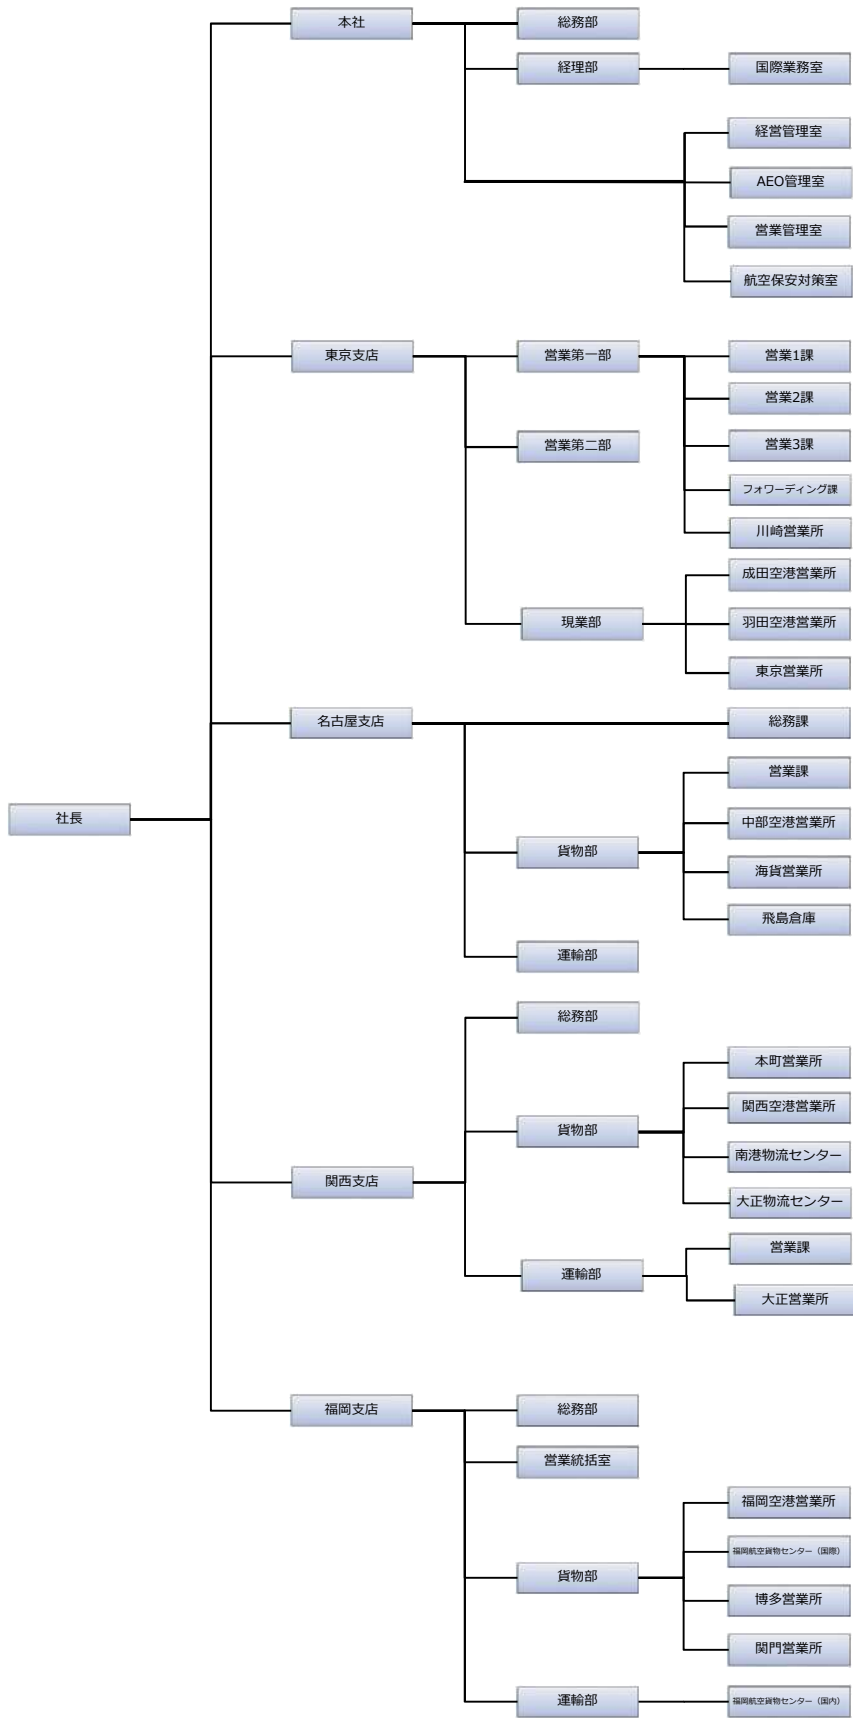 本社
総務部
経理部
国際業務室
経営管理室
AEO管理室
営業管理室
航空保安対策室
東京支店
営業第一部
営業1課
営業2課
営業第二部
営業3課
フォワーディング課
川崎営業所
成田空港営業所
現業部
羽田空港営業所
東京営業所
名古屋支店
総務課
営業課
社長
中部空港営業所
貨物部
海貨営業所
飛島倉庫
運輸部
総務部
本町営業所
関西空港営業所
貨物部
南港物流センター
関西支店
大正物流センター
営業課
運輸部
大正営業所
福岡支店
総務部
営業統括室
福岡空港営業所
福岡航空貨物センター（国際）
貨物部
博多営業所
関門営業所
運輸部
福岡航空貨物センター（国内）